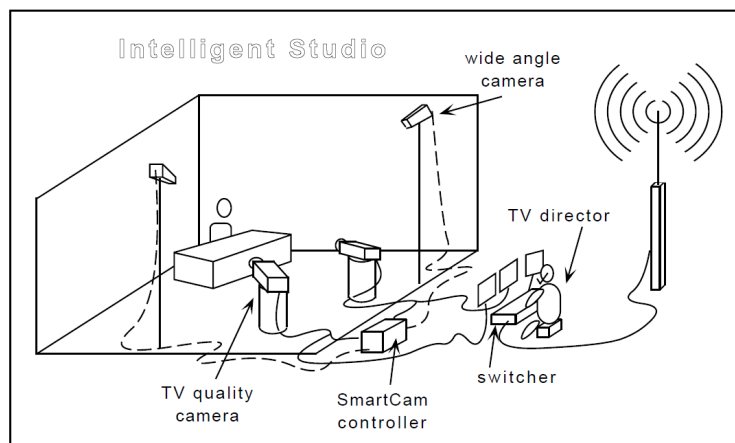 Intelligent Studio
wide angle
camera
TV director
TV quality
camera
SmartCam
controller
switcher